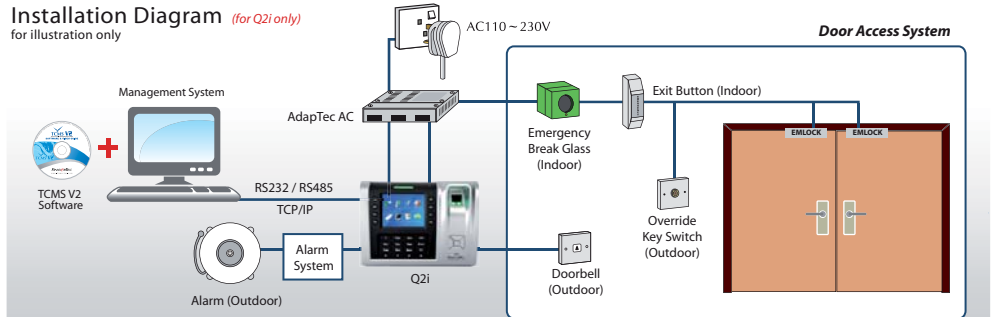 Installation Diagram (for Q2i only)
for illustration only
AC110 ~ 230V
Door Access System
Management System
AdapTec AC
Exit Button (Indoor)
Emergency
Break Glass
(Indoor)
EMLOCK
EMLOCK
TCMS V2
TCMS V2
Software
RS232 / RS485
TCP/IP
Override
Key Switch
(Outdoor)
Alarm
System
Q2i
Doorbell
(Outdoor)
Alarm (Outdoor)